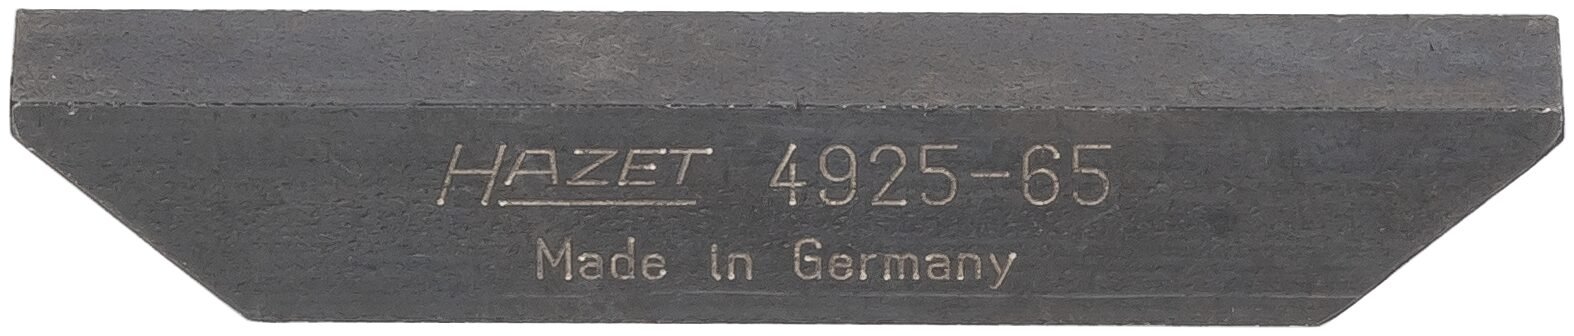 HAZET 4925-65
Made in Germany